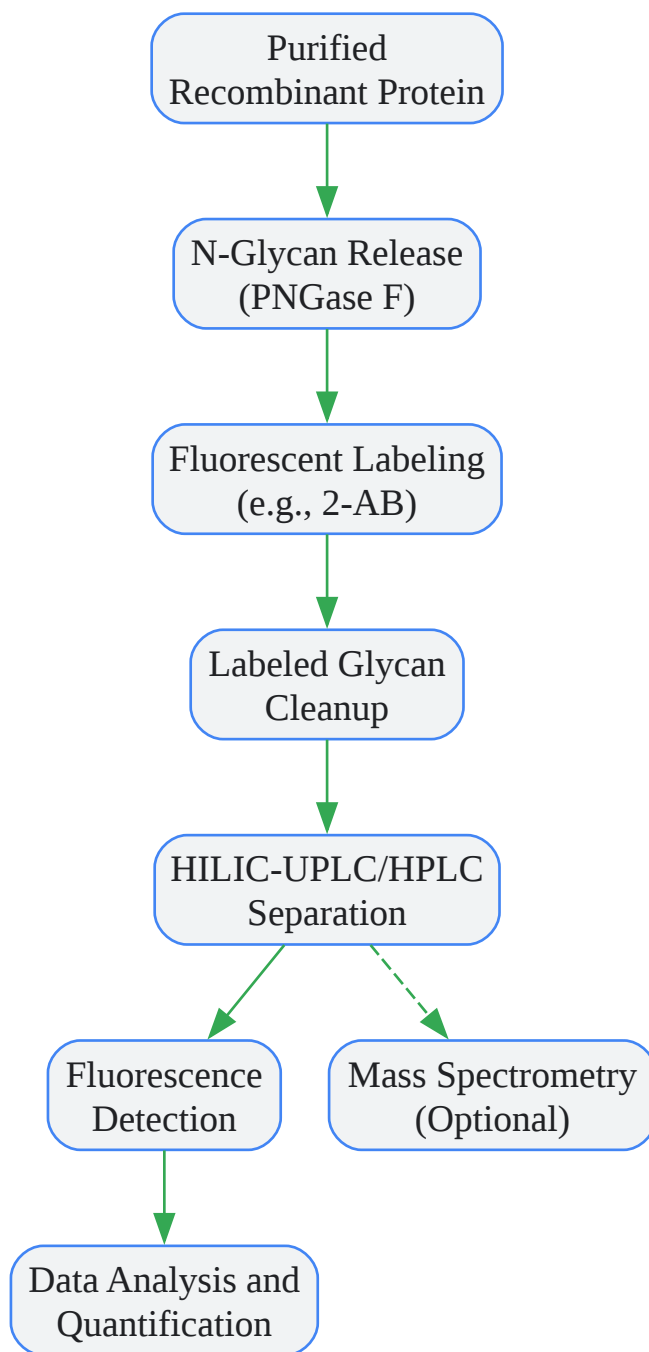 Purified
Recombinant Protein
N-Glycan Release
(PNGase F)
Fluorescent Labeling
(e.g., 2-AB)
Labeled Glycan
Cleanup
HILIC-UPLC/HPLC
Separation
Fluorescence
Detection
Mass Spectrometry
(Optional)
Data Analysis and
Quantification